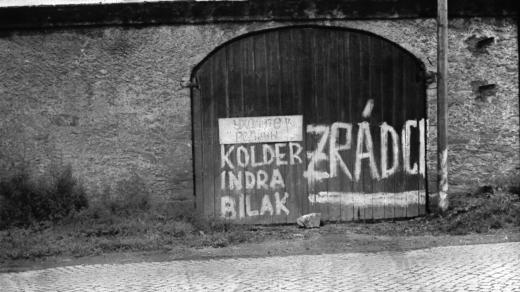 KOLDER
INDRA
BILAK
ZRÁDCI